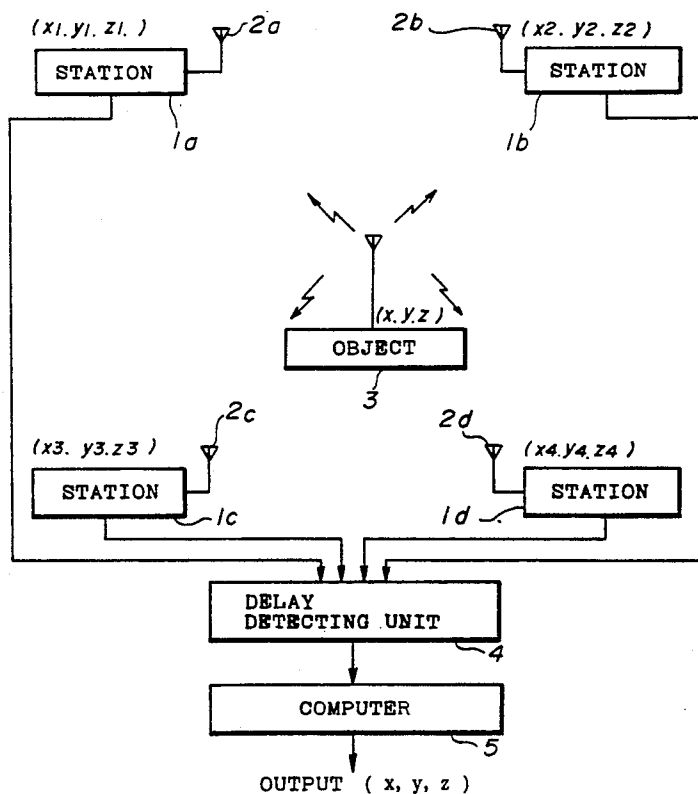 (x1. y1. z1.)
2a
2b
(x2. y2. z2)
STATION
STATION
1a
1b
(x. y. z)
OBJECT
3
2c
2d
(x3. y3. z3)
(x4. y4. z4)
STATION
STATION
1c
1d
DELAY
DETECTING UNIT
4
COMPUTER
5
OUTPUT ( x, y, z )